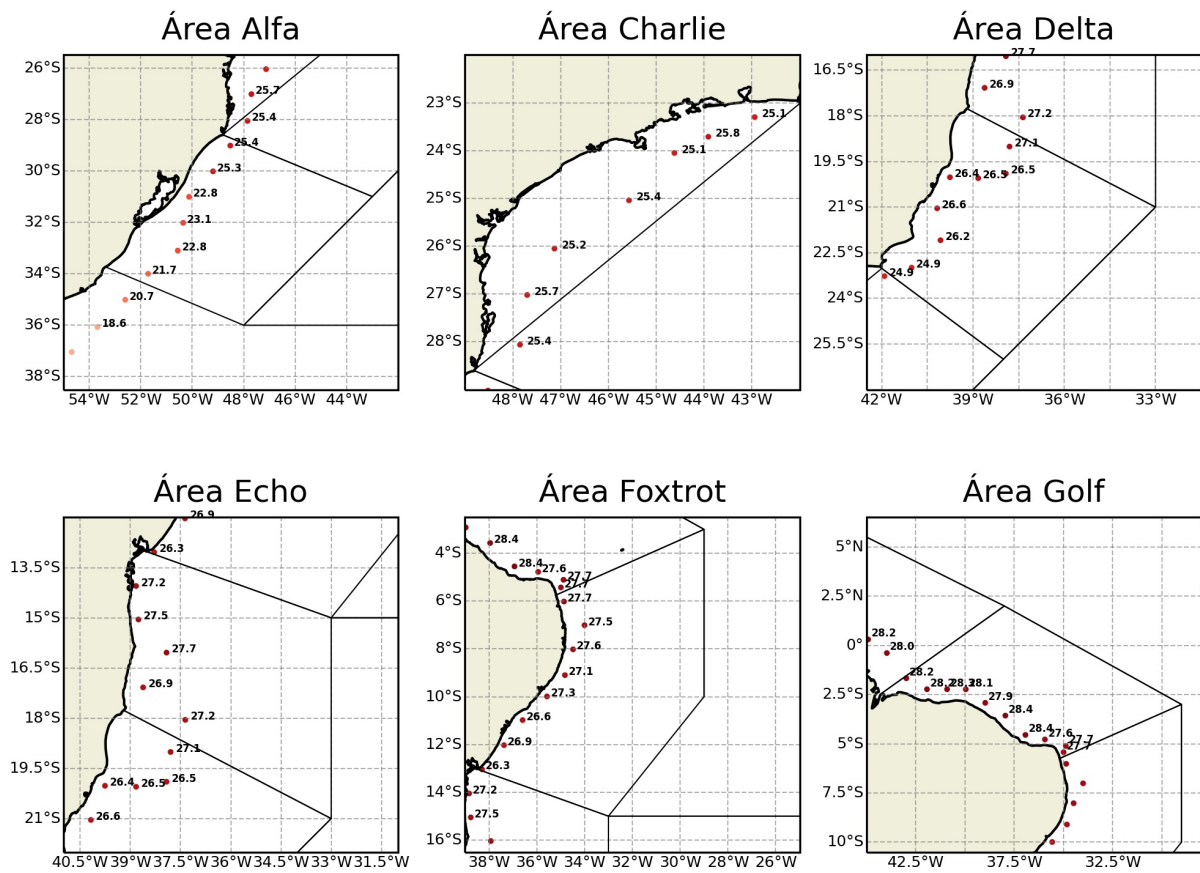 Área Alfa
26°S
28°S
30°S
32°S
34°S
36°S
38°S
54°W 52°W 50°W 48°W 46°W 44°W
25.7
25.4
25.4
25.3
22.8
23.1
22.8
21.7
20.7
18.6
Área Charlie
23°S
24°S
25°S
26°S
27°S
28°S
48°W 47°W 46°W 45°W 44°W 43°W
25.1
25.8
25.1
25.4
25.2
25.7
25.4
Área Delta
16.5°S
18°S
19.5°S
21°S
22.5°S
24°S
25.5°S
42°W 39°W 36°W 33°W
27.7
26.9
27.2
27.1
26.4 26.5 26.5
26.6
26.2
24.9 24.9
Área Echo
13.5°S
15°S
16.5°S
18°S
19.5°S
21°S
40.5°W 39°W 37.5°W 36°W 34.5°W 33°W 31.5°W
26.9
26.3
27.2
27.5
27.7
26.9
27.2
27.1
26.4 26.5 26.5
26.6
Área Foxtrot
4°S
6°S
8°S
10°S
12°S
14°S
16°S
38°W 36°W 34°W 32°W 30°W 28°W 26°W
28.4
28.4 27.6
27.7
27.7
27.7
27.5
27.6
27.1
27.3
26.6
26.9
26.3
27.2
27.5
Área Golf
5°N
2.5°N
0°
2.5°S
5°S
7.5°S
10°S
42.5°W 37.5°W 32.5°W
28.2
28.0
28.2
28.2 28.3 28.1
27.9
28.4
28.4 27.6
27.7
27.7